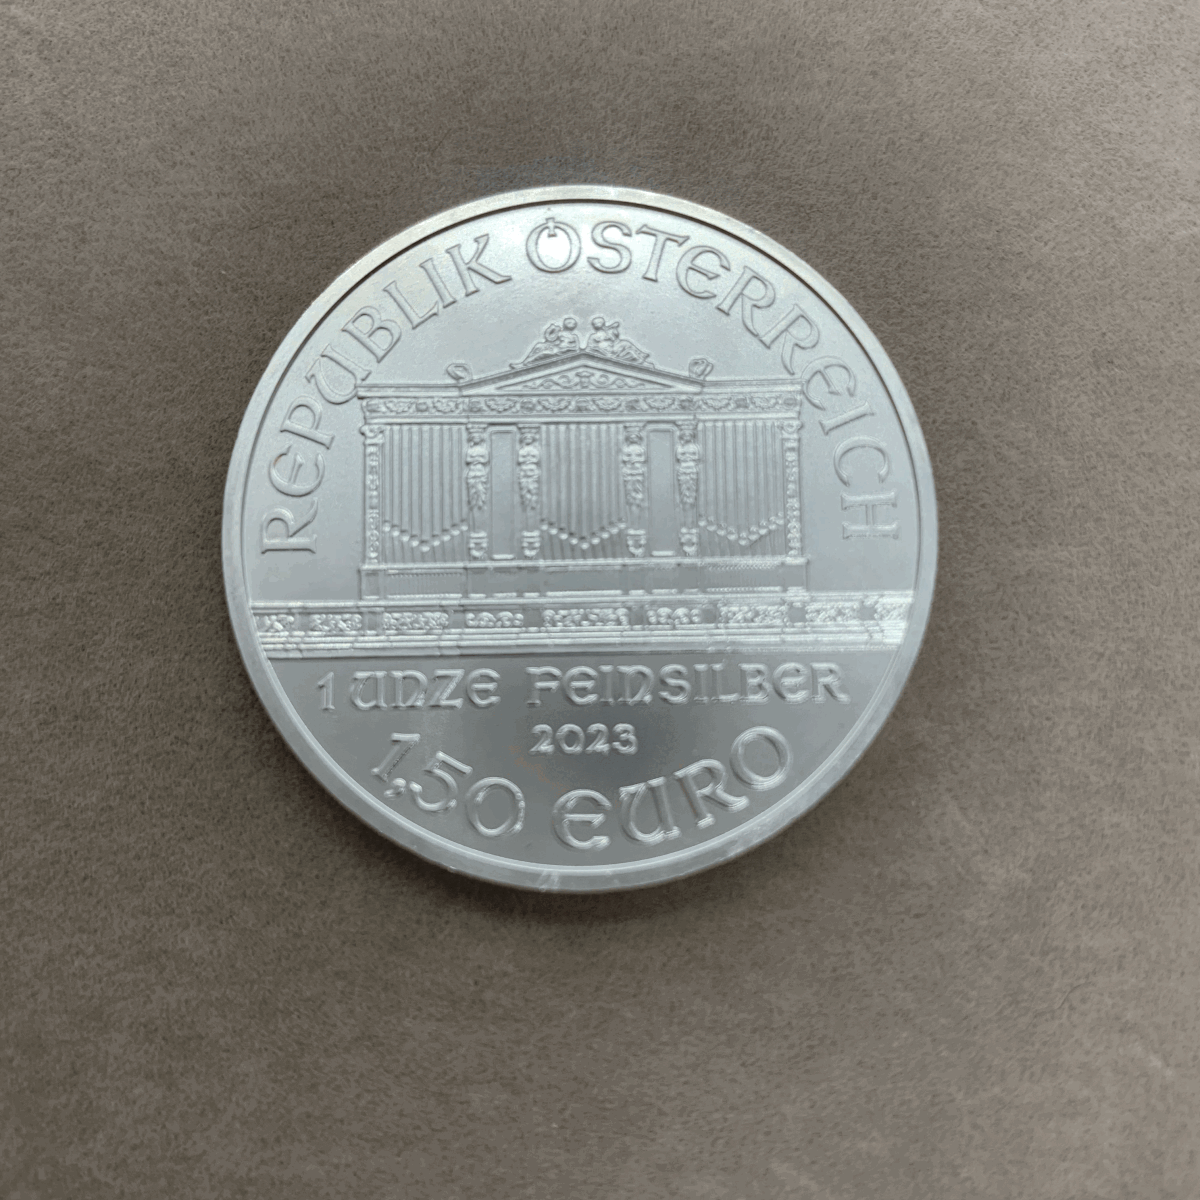 REPUBLIK ÖSTERREICH
1 UNZE FEINSILBER
2023
1,50 EURO